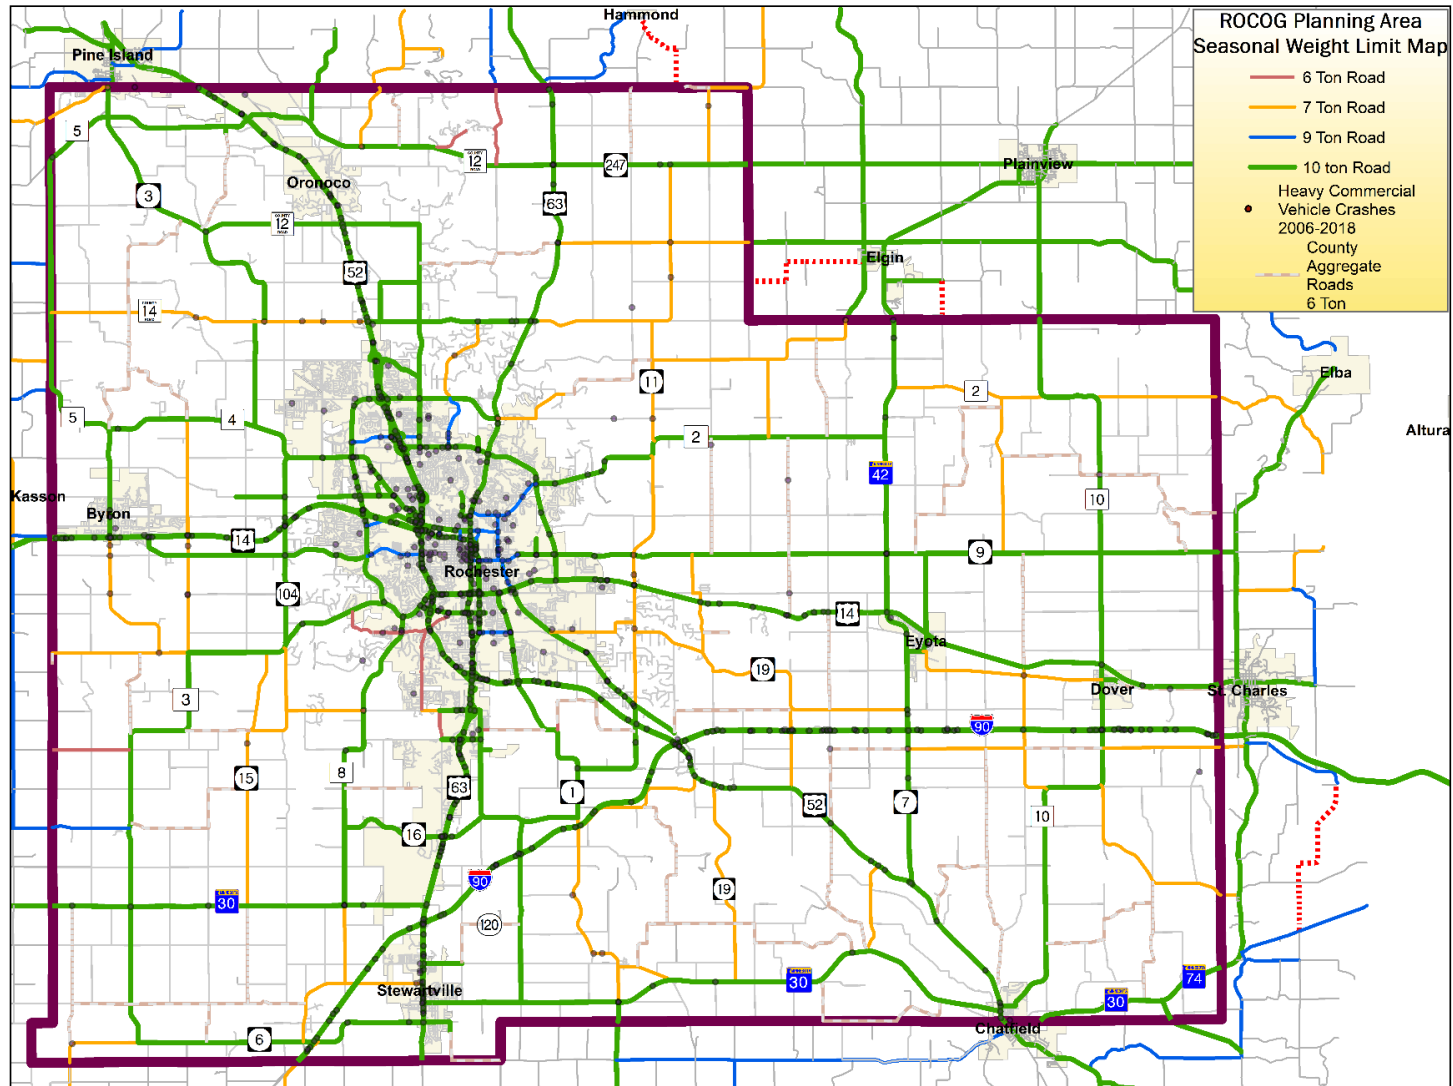 Hammond
ROCOG Planning Area
Seasonal Weight Limit Map
6 Ton Road
7 Ton Road
9 Ton Road
10 ton Road
Heavy Commercial
Vehicle Crashes
2006-2018
County
Aggregate
Roads
6 Ton
Pine Island
5
12
247
Plainview
Oronoco
3
63
12
52
Elgin
14
11
2
Elba
5
4
2
Altura
42
10
Kasson
Byron
14
9
Rochester
104
14
Eyota
19
3
Dover
St. Charles
90
15
8
63
1
52
7
10
16
90
19
30
120
30
74
30
Stewartville
Chatfield
6